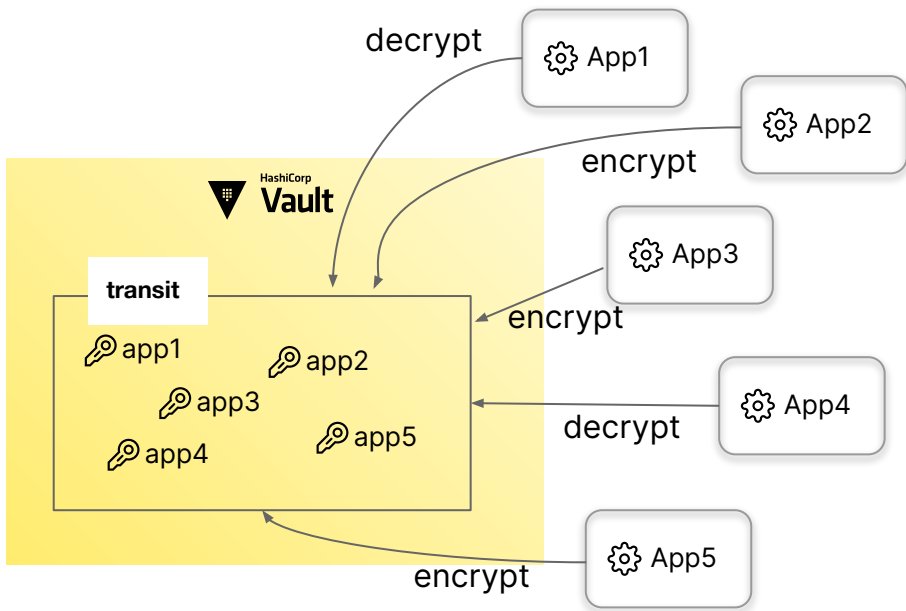 decrypt
App1
App2
encrypt
HashiCorp
Vault
App3
transit
encrypt
app1
app2
app3
App4
decrypt
app4
app5
App5
encrypt